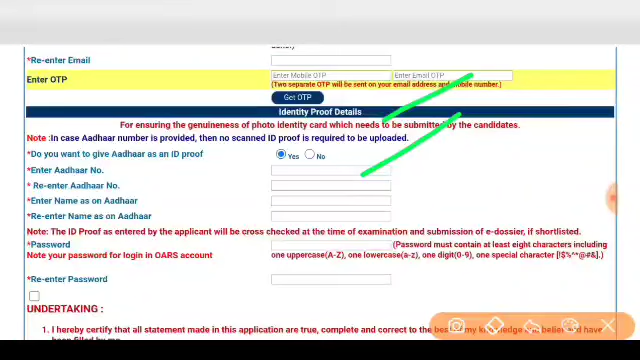 *Re-enter Email
Enter OTP Enter Mobile OTP Enter Email OTP
(Two separate OTP will be sent on your email address and mobile number.)
Get OTP
Identity Proof Details
For ensuring the genuineness of photo identity card which needs to be submitted by the candidates.
Note :In case Aadhaar number is provided, then no scanned ID proof is required to be uploaded.
*Do you want to give Aadhaar as an ID proof Yes No
*Enter Aadhaar No.
* Re-enter Aadhaar No.
*Enter Name as on Aadhaar
*Re-enter Name as on Aadhaar
Note: The ID Proof as entered by the applicant will be cross checked at the time of examination and submission of e-dossier, if shortlisted.
*Password (Password must contain at least eight characters including
Note your password for login in OARS account one uppercase(A-Z), one lowercase(a-z), one digit(0-9), one special character [!$%^*@#&].)
*Re-enter Password
UNDERTAKING :
1. I hereby certify that all statement made in this application are true, complete and correct to the best of my knowledge and belief and have
been filled by me